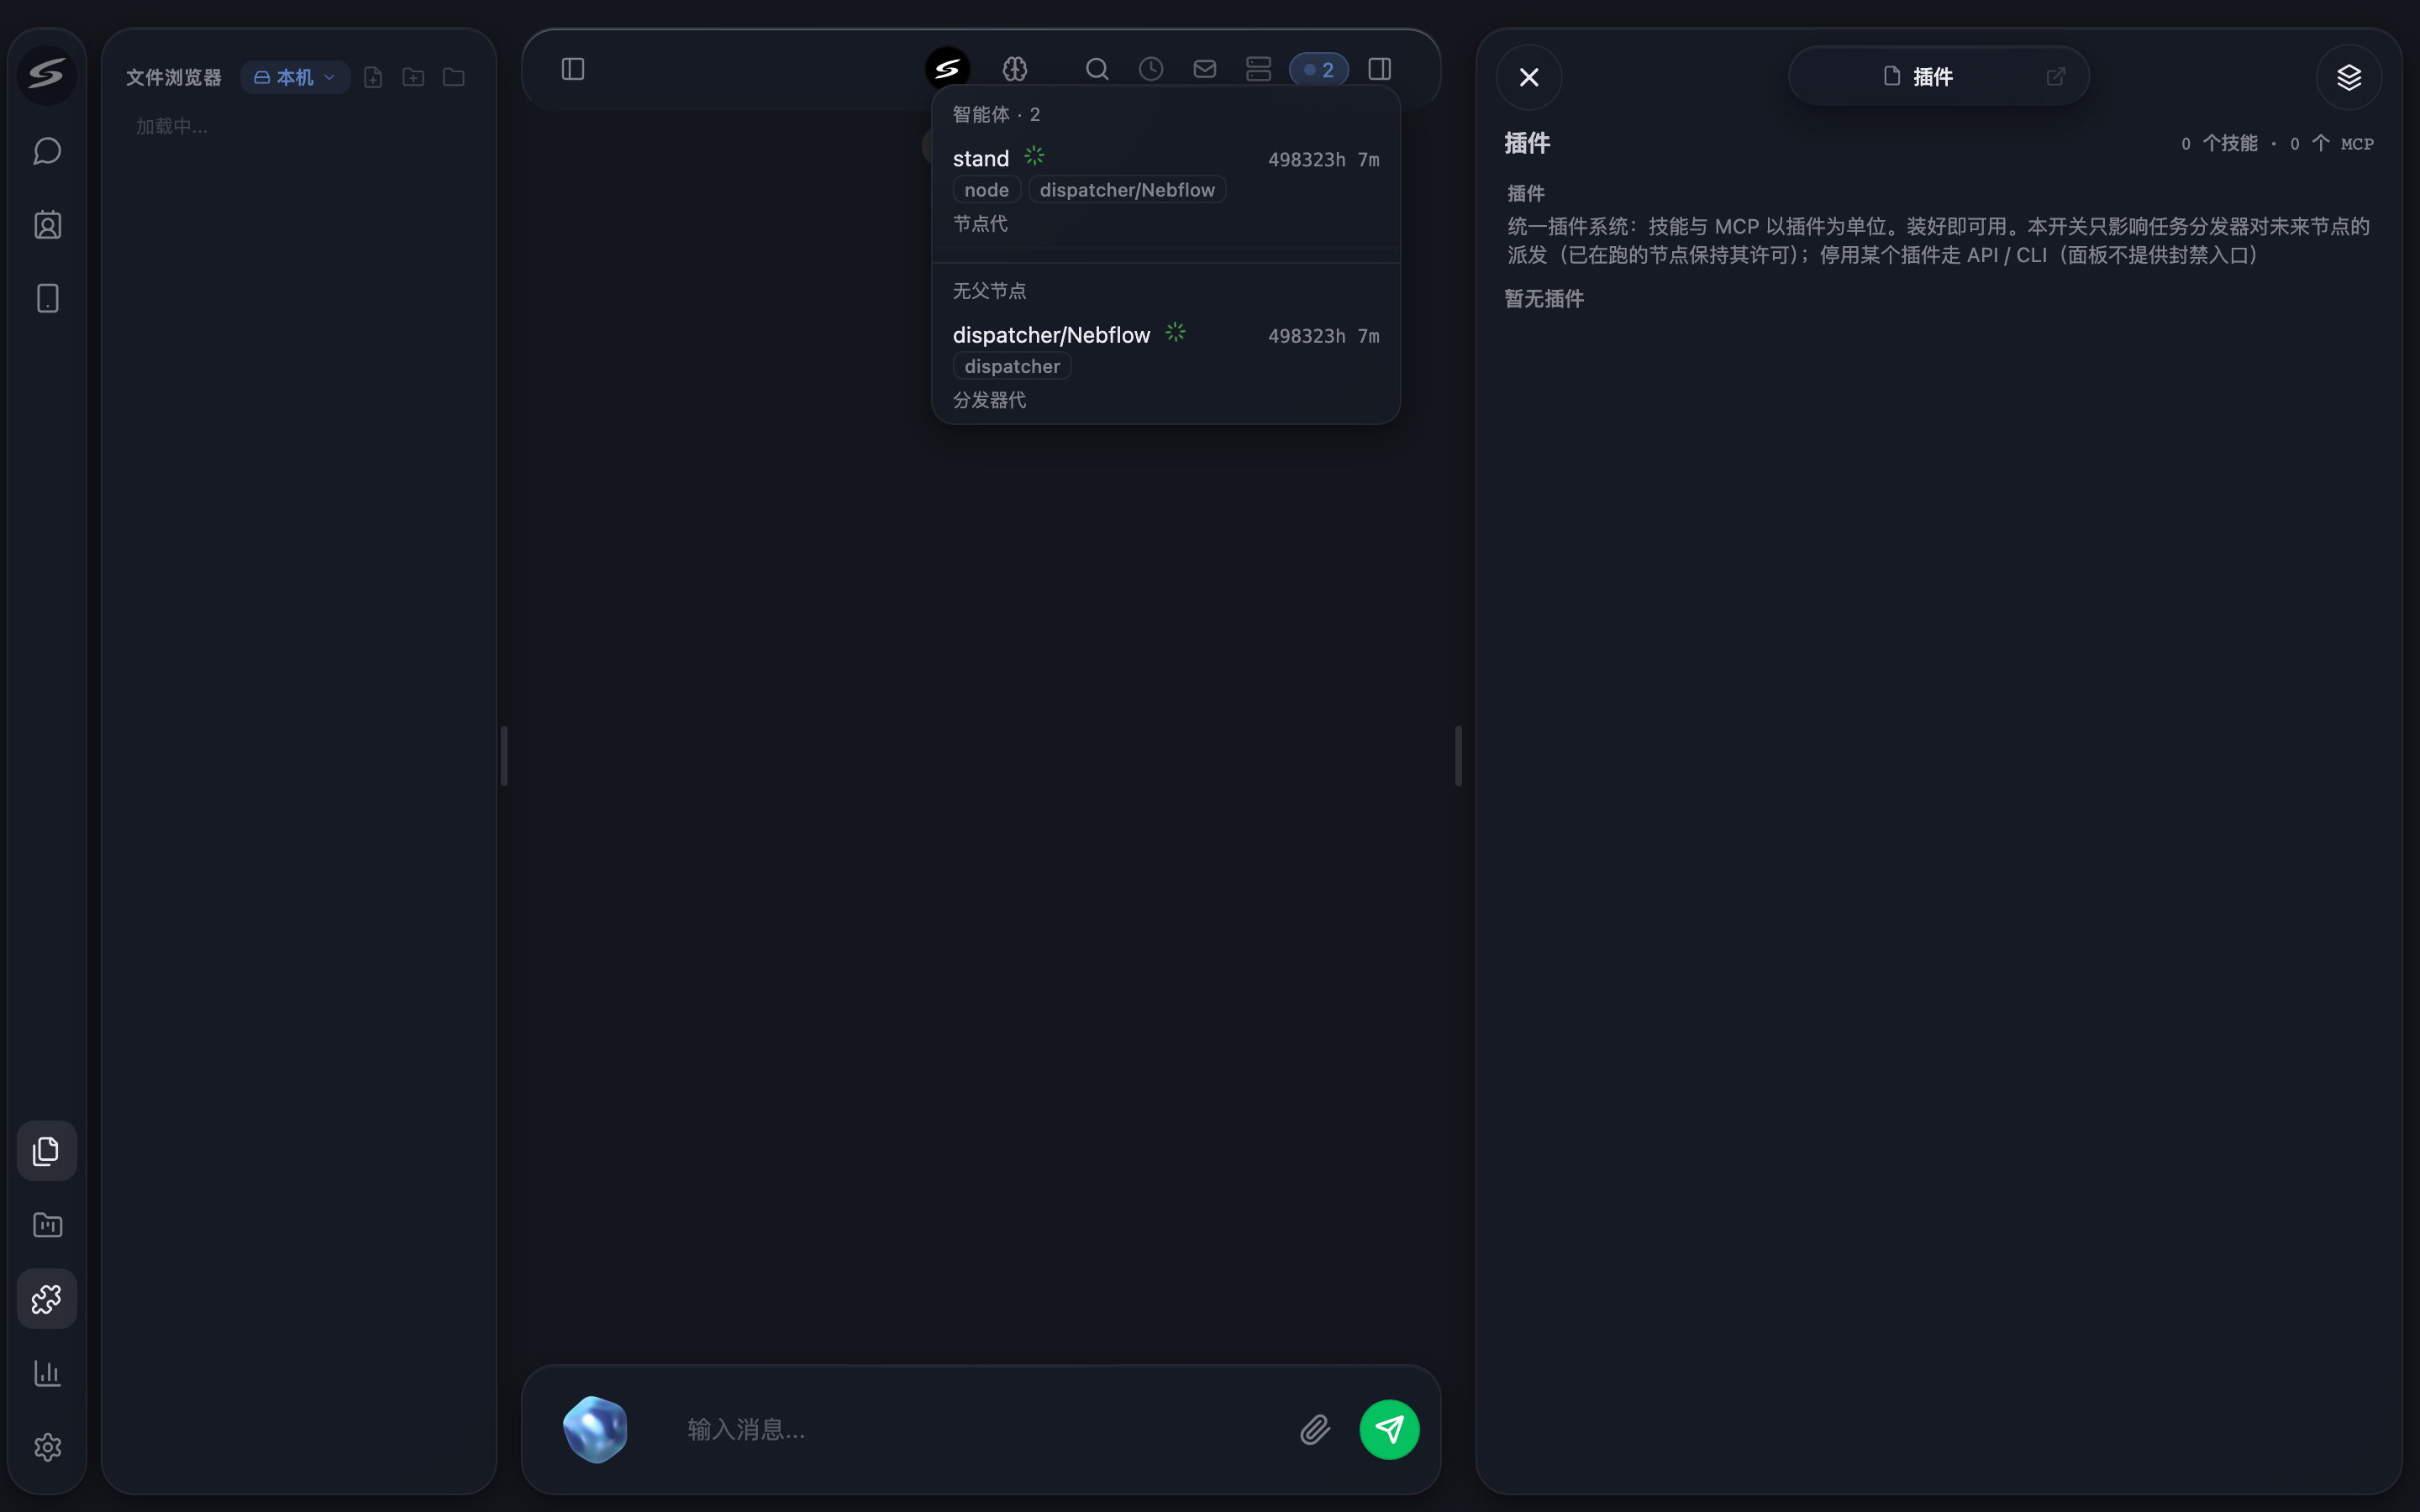 文件浏览器
本机
加载中...
2
智能体 · 2
stand
498323h 7m
node
dispatcher/Nebflow
节点代
无父节点
dispatcher/Nebflow
498323h 7m
dispatcher
分发器代
输入消息...
插件
插件
0 个技能 · 0 个 MCP
插件
统一插件系统：技能与 MCP 以插件为单位。装好即可用。本开关只影响任务分发器对未来节点的
派发（已在跑的节点保持其许可）；停用某个插件走 API / CLI（面板不提供封禁入口）
暂无插件